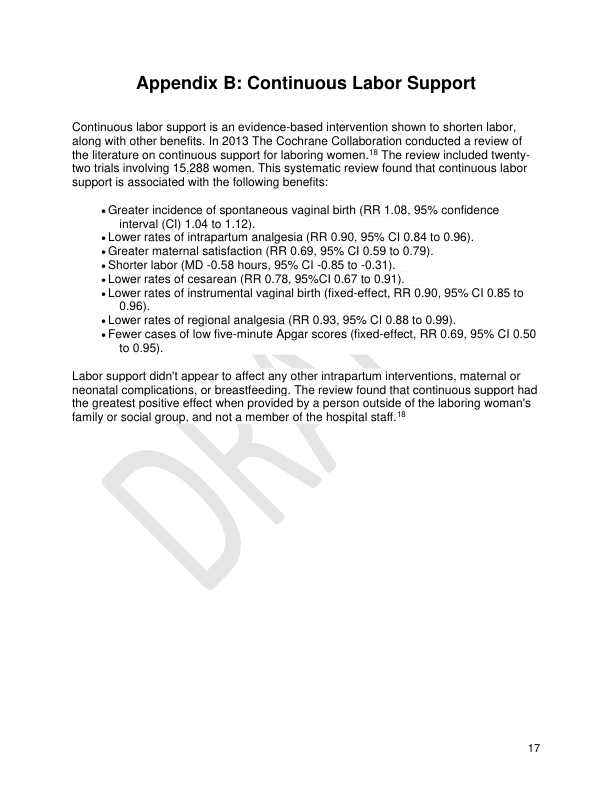 Appendix B: Continuous Labor Support
Continuous labor support is an evidence-based intervention shown to shorten labor,
along with other benefits. In 2013 The Cochrane Collaboration conducted a review of
the literature on continuous support for laboring women.18 The review included twenty-
two trials involving 15,288 women. This systematic review found that continuous labor
support is associated with the following benefits:
• Greater incidence of spontaneous vaginal birth (RR 1.08, 95% confidence
interval (CI) 1.04 to 1.12).
• Lower rates of intrapartum analgesia (RR 0.90, 95% CI 0.84 to 0.96).
• Greater maternal satisfaction (RR 0.69, 95% CI 0.59 to 0.79).
• Shorter labor (MD -0.58 hours, 95% CI -0.85 to -0.31).
• Lower rates of cesarean (RR 0.78, 95%CI 0.67 to 0.91).
• Lower rates of instrumental vaginal birth (fixed-effect, RR 0.90, 95% CI 0.85 to
0.96).
• Lower rates of regional analgesia (RR 0.93, 95% CI 0.88 to 0.99).
• Fewer cases of low five-minute Apgar scores (fixed-effect, RR 0.69, 95% CI 0.50
to 0.95).
Labor support didn't appear to affect any other intrapartum interventions, maternal or
neonatal complications, or breastfeeding. The review found that continuous support had
the greatest positive effect when provided by a person outside of the laboring woman's
family or social group, and not a member of the hospital staff.18
17